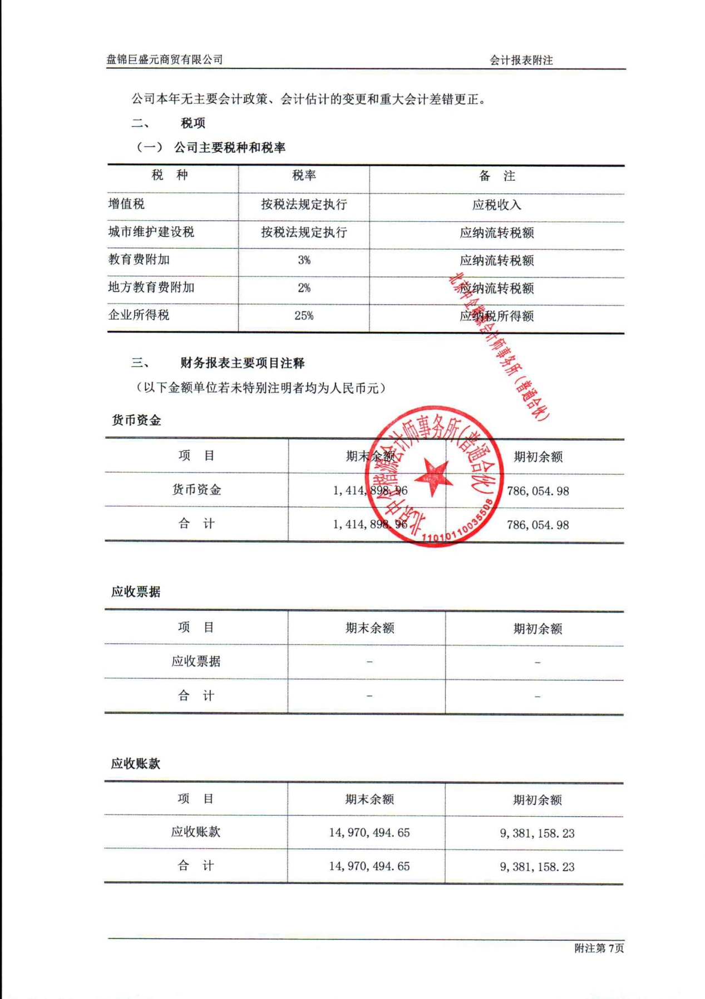 盘锦巨盛元商贸有限公司 会计报表附注
公司本年无主要会计政策、会计估计的变更和重大会计差错更正。
二、 税项
（一） 公司主要税种和税率
税 种 税率 备 注
增值税 按税法规定执行 应税收入
城市维护建设税 按税法规定执行 应纳流转税额
教育费附加 3% 应纳流转税额
地方教育费附加 2% 应纳流转税额
企业所得税 25% 应纳税所得额
北京中企 源会计师事务所（普通合伙）
三、 财务报表主要项目注释
（以下金额单位若未特别注明者均为人民币元）
货币资金
项 目 期末余额 期初余额
货币资金 1,414,898.96 786,054.98
合 计 1,414,898.96 786,054.98
北京中 源会计师事务所（普通合伙）
11010110035508
应收票据
项 目 期末余额 期初余额
应收票据 - -
合 计 - -
应收账款
项 目 期末余额 期初余额
应收账款 14,970,494.65 9,381,158.23
合 计 14,970,494.65 9,381,158.23
附注第 7页